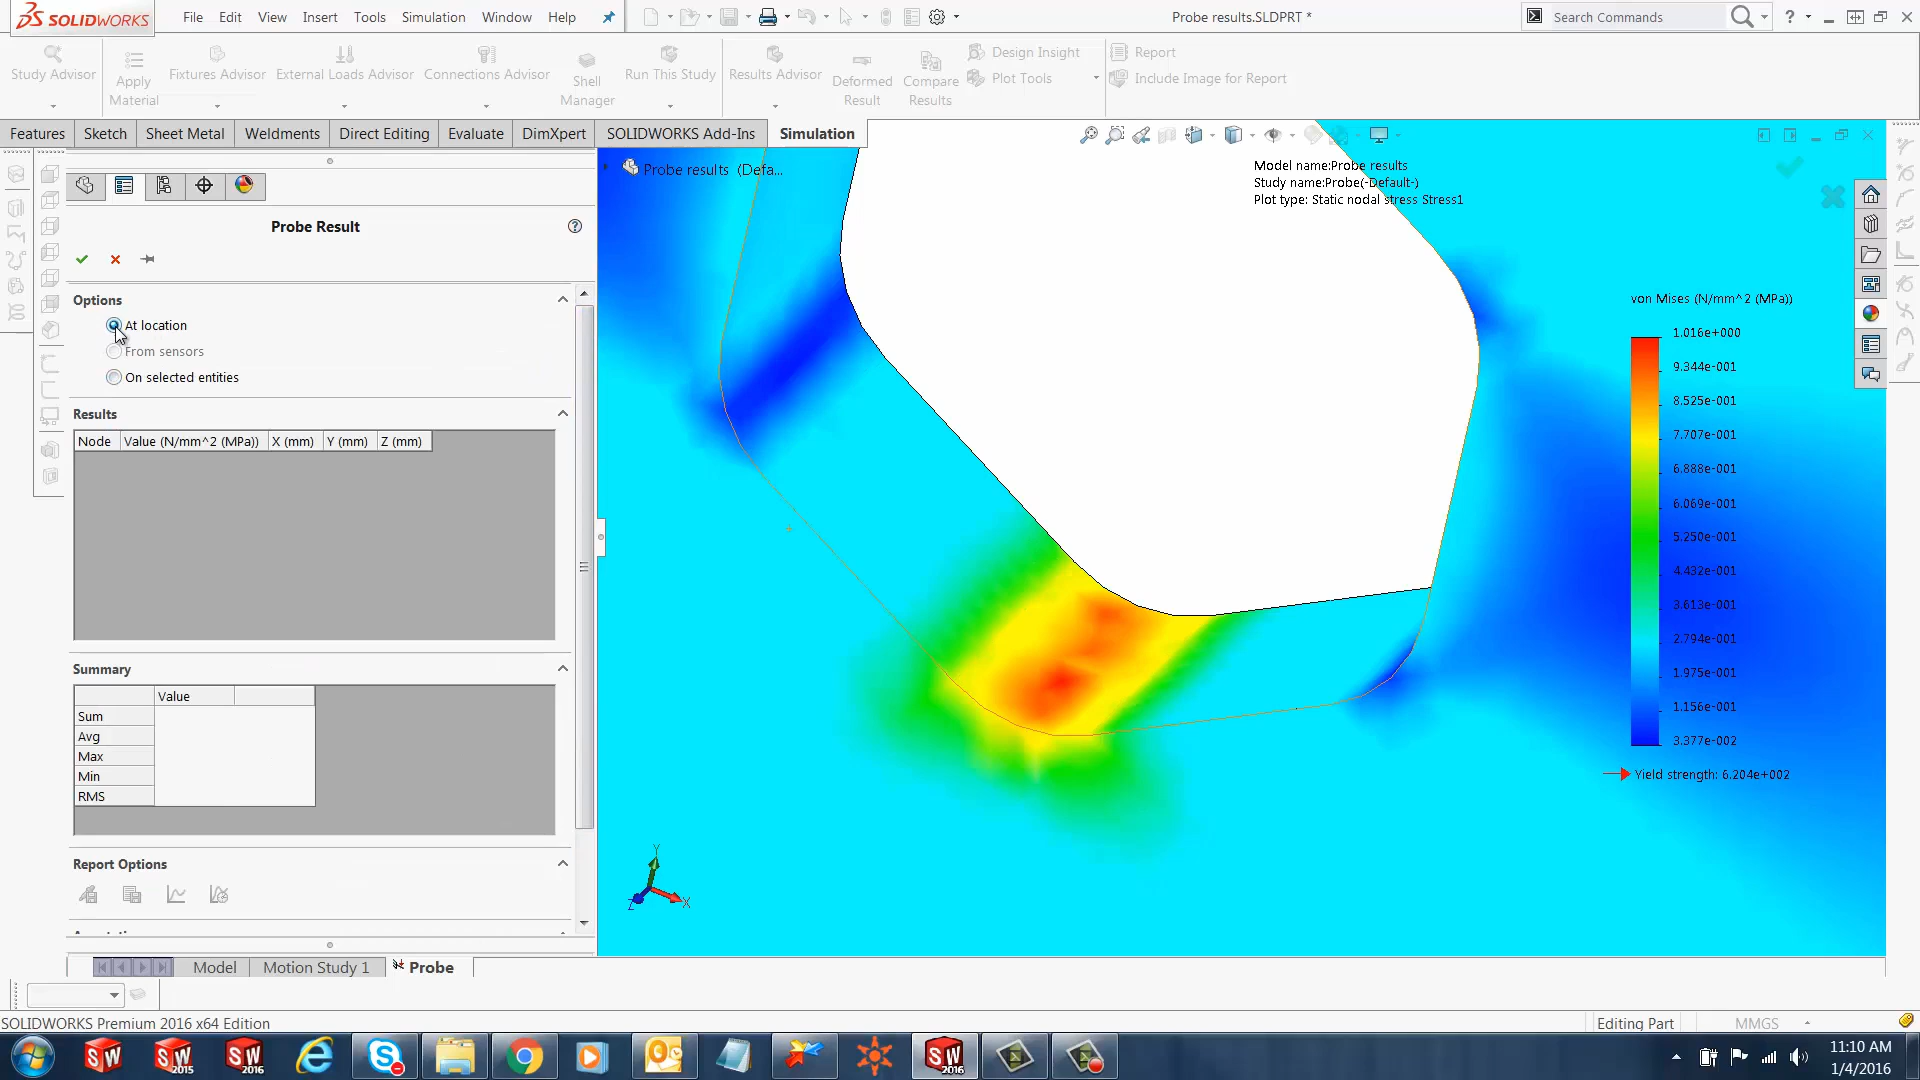 SOLIDWORKS File Edit View Insert Tools Simulation Window Help Probe results.SLDPRT * Search Commands
Study Advisor Apply Material Fixtures Advisor External Loads Advisor Connections Advisor Shell Manager Run This Study Results Advisor Deformed Result Compare Results Design Insight Plot Tools Report Include Image for Report
Features Sketch Sheet Metal Weldments Direct Editing Evaluate DimXpert SOLIDWORKS Add-Ins Simulation
Probe results (Defa...
Model name:Probe results
Study name:Probe(-Default-)
Plot type: Static nodal stress Stress1
Probe Result
Options
At location
From sensors
On selected entities
Results
Node Value (N/mm^2 (MPa)) X (mm) Y (mm) Z (mm)
Summary
Value
Sum
Avg
Max
Min
RMS
Report Options
von Mises (N/mm^2 (MPa))
1.016e+000
9.344e-001
8.525e-001
7.707e-001
6.888e-001
6.069e-001
5.250e-001
4.432e-001
3.613e-001
2.794e-001
1.975e-001
1.156e-001
3.377e-002
Yield strength: 6.204e+002
Y
X
Z
Model Motion Study 1 Probe
SOLIDWORKS Premium 2016 x64 Edition Editing Part MMGS
SW SW 2015 SW 2016 SW 2016
11:10 AM
1/4/2016